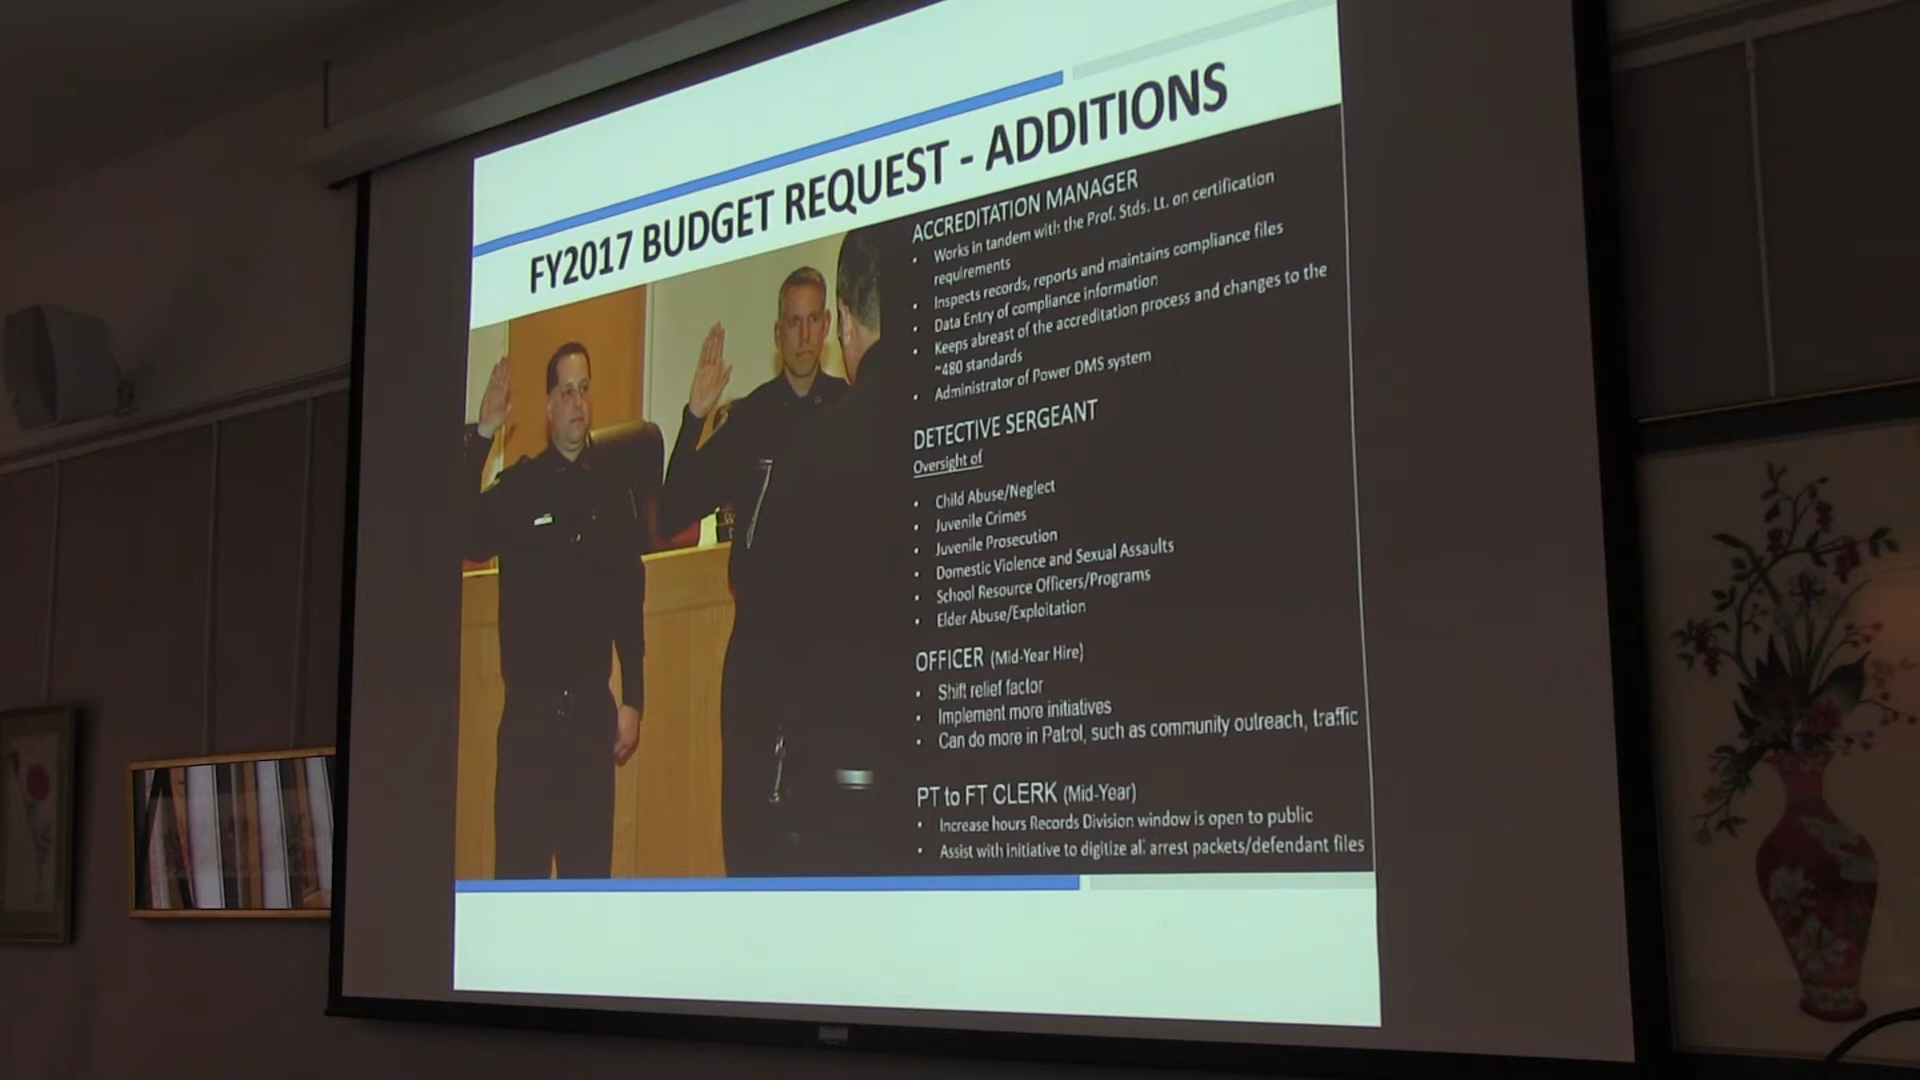 FY2017 BUDGET REQUEST - ADDITIONS
ACCREDITATION MANAGER
• Works in tandem with the Prof. Stds. Lt. on certification
requirements
• Inspects records, reports and maintains compliance files
• Data Entry of compliance information
• Keeps abreast of the accreditation process and changes to the
~480 standards
• Administrator of Power DMS system
DETECTIVE SERGEANT
Oversight of
• Child Abuse/Neglect
• Juvenile Crimes
• Juvenile Prosecution
• Domestic Violence and Sexual Assaults
• School Resource Officers/Programs
• Elder Abuse/Exploitation
OFFICER (Mid-Year Hire)
• Shift relief factor
• Implement more initiatives
• Can do more in Patrol, such as community outreach, traffic
PT to FT CLERK (Mid-Year)
• Increase hours Records Division window is open to public
• Assist with initiative to digitize all arrest packets/defendant files